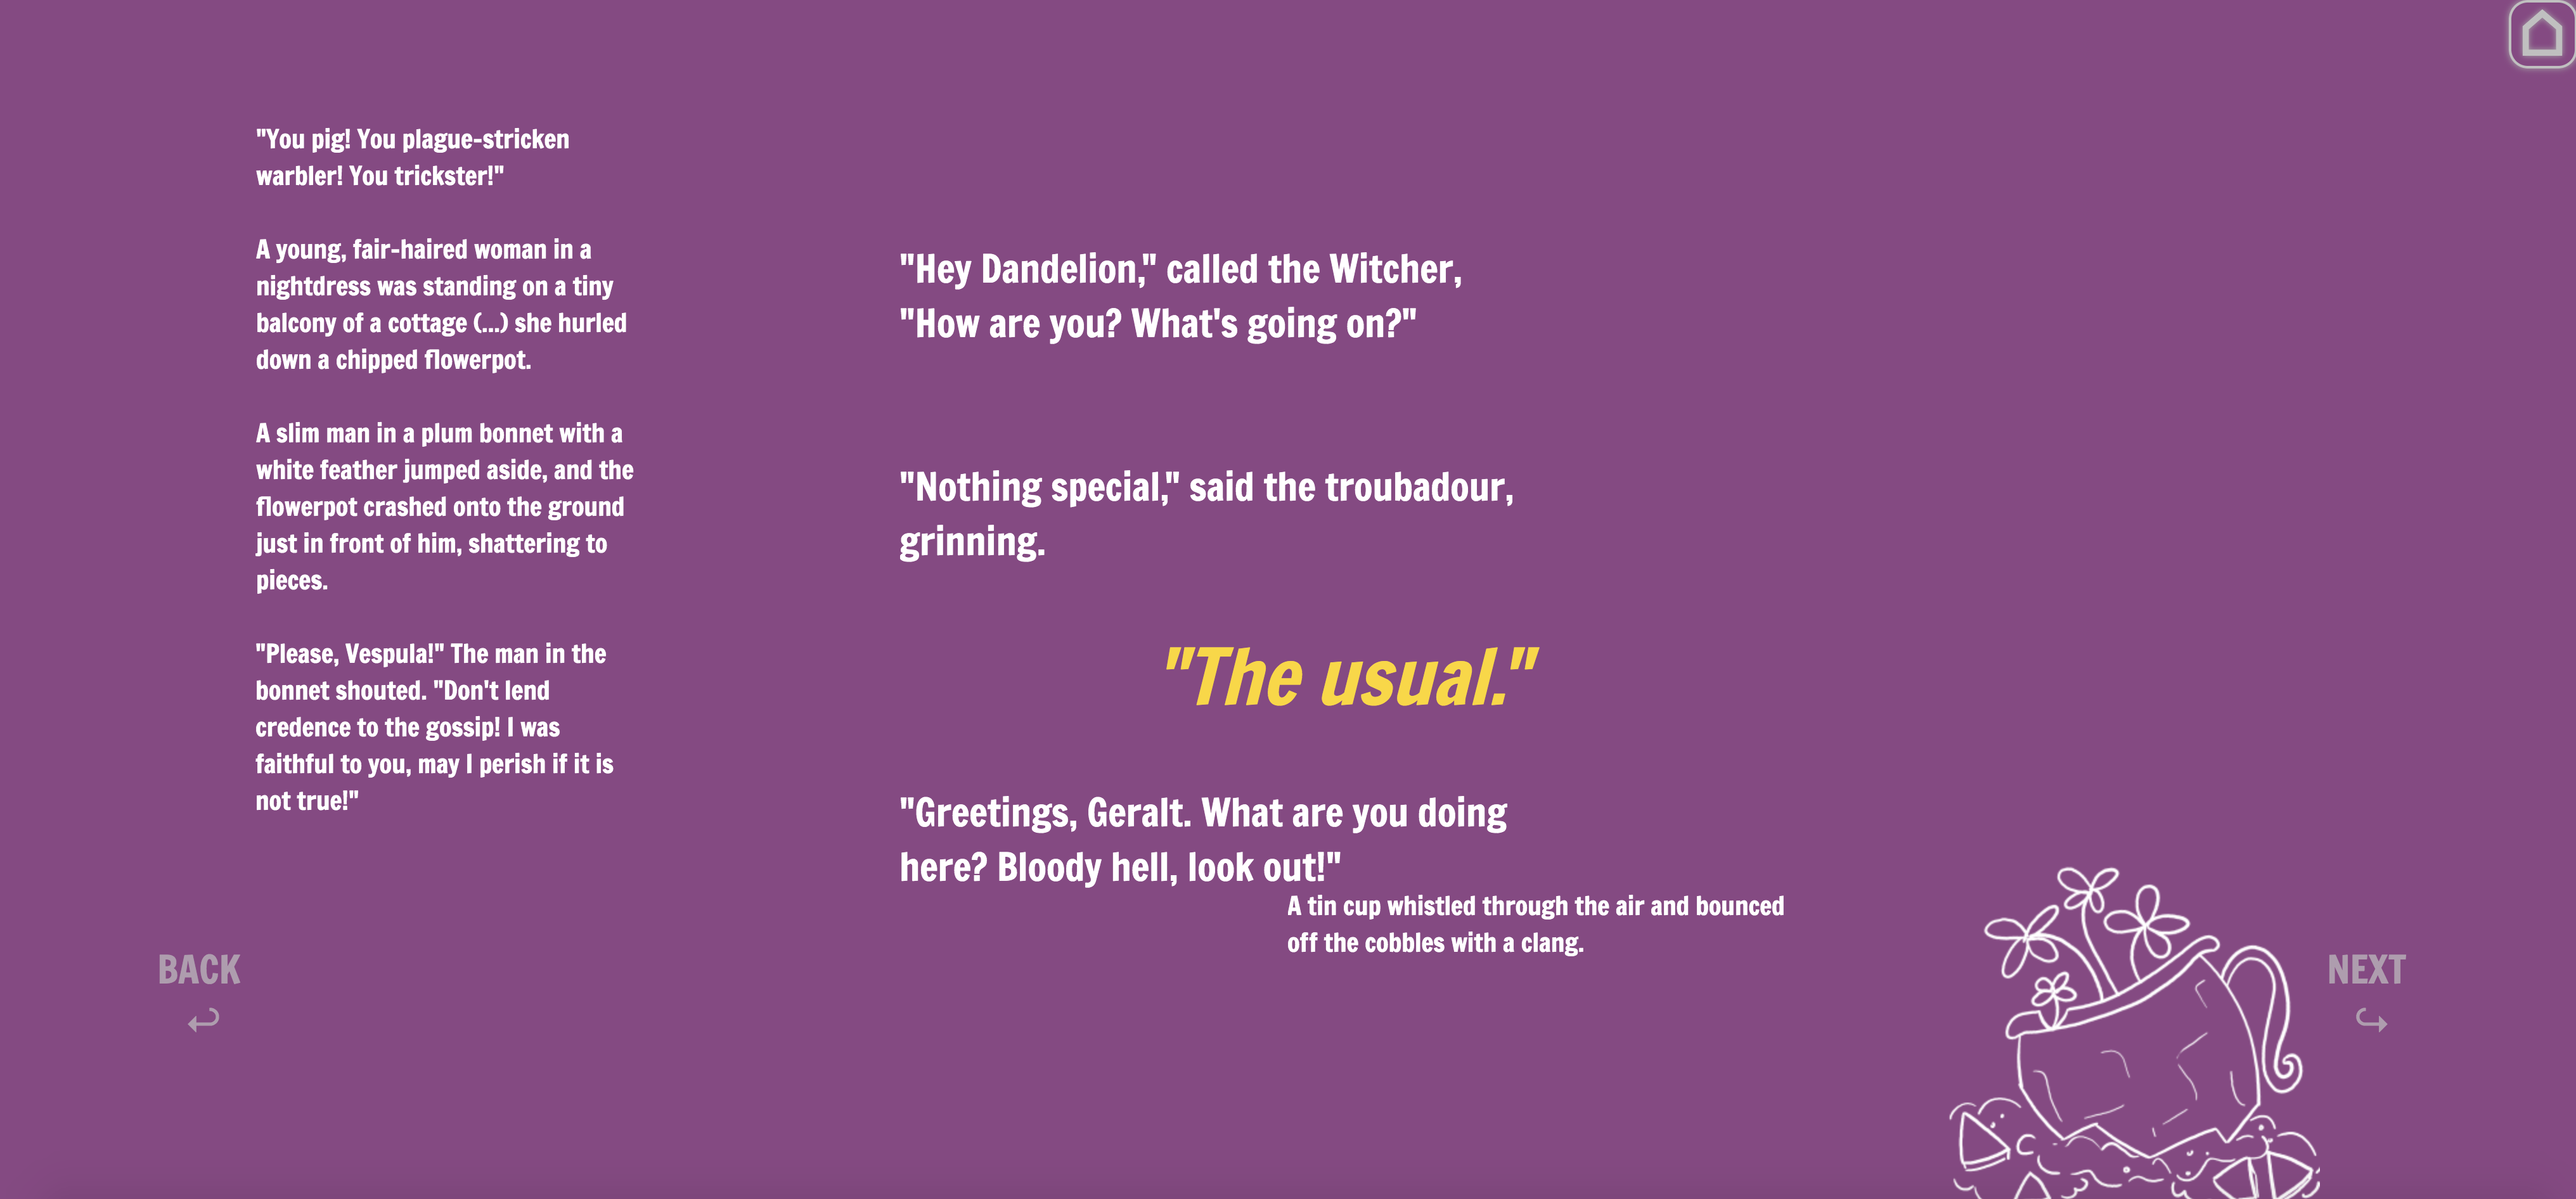 "You pig! You plague-stricken
warbler! You trickster!"
A young, fair-haired woman in a
nightdress was standing on a tiny
balcony of a cottage (...) she hurled
down a chipped flowerpot.
A slim man in a plum bonnet with a
white feather jumped aside, and the
flowerpot crashed onto the ground
just in front of him, shattering to
pieces.
"Please, Vespula!" The man in the
bonnet shouted. "Don't lend
credence to the gossip! I was
faithful to you, may I perish if it is
not true!"
"Hey Dandelion," called the Witcher,
"How are you? What's going on?"
"Nothing special," said the troubadour,
grinning.
"The usual."
"Greetings, Geralt. What are you doing
here? Bloody hell, look out!"
A tin cup whistled through the air and bounced
off the cobbles with a clang.
BACK
NEXT